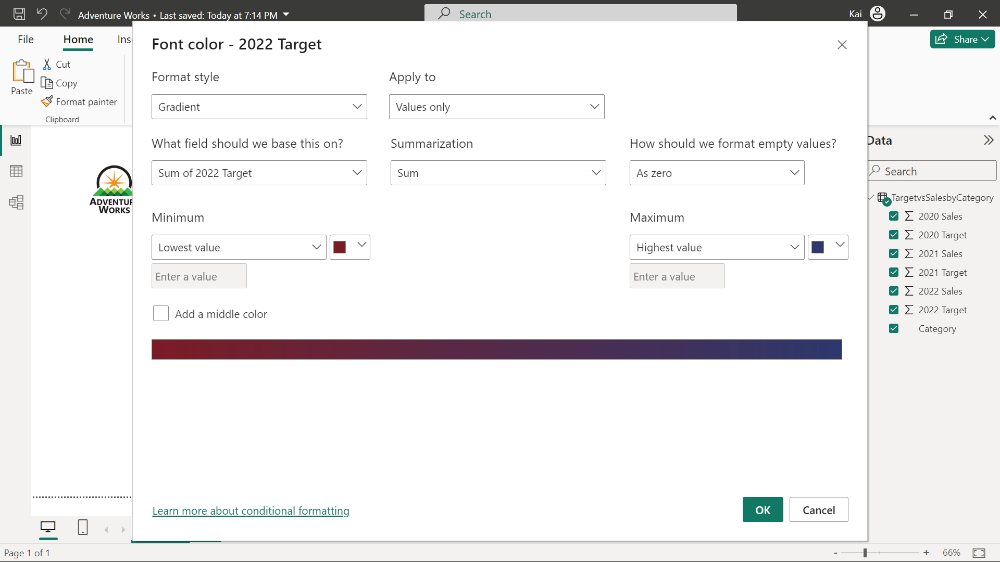 Adventure Works • Last saved: Today at 7:14 PM
Search
Kai
File
Home
Share
Paste
Cut
Copy
Format painter
Clipboard
ADVENTUR
WORKS
Font color - 2022 Target
Format style
Apply to
Gradient
Values only
What field should we base this on?
Summarization
How should we format empty values?
Sum of 2022 Target
Sum
As zero
Minimum
Maximum
Lowest value
Highest value
Enter a value
Enter a value
Add a middle color
Learn more about conditional formatting
OK
Cancel
Data
Search
TargetvsSalesbyCategory
2020 Sales
2020 Target
2021 Sales
2021 Target
2022 Sales
2022 Target
Category
Page 1 of 1
66%